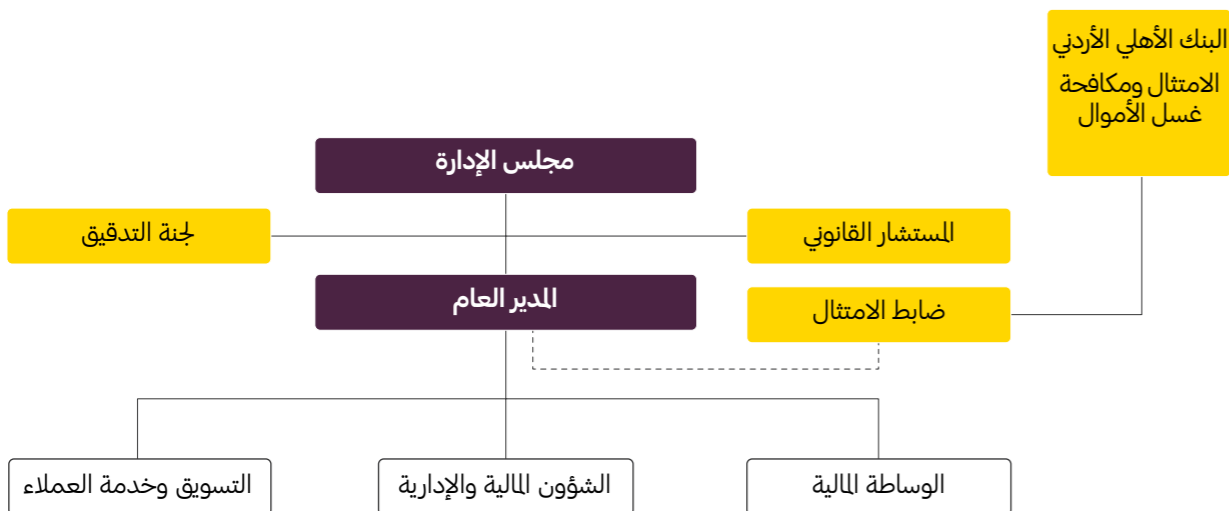 البنك الأهلي الأردني
الامتثال ومكافحة
غسل الأموال
مجلس الإدارة
المستشار القانوني
لجنة التدقيق
المدير العام
ضابط الامتثال
الوساطة المالية
الشؤون المالية والإدارية
التسويق وخدمة العملاء